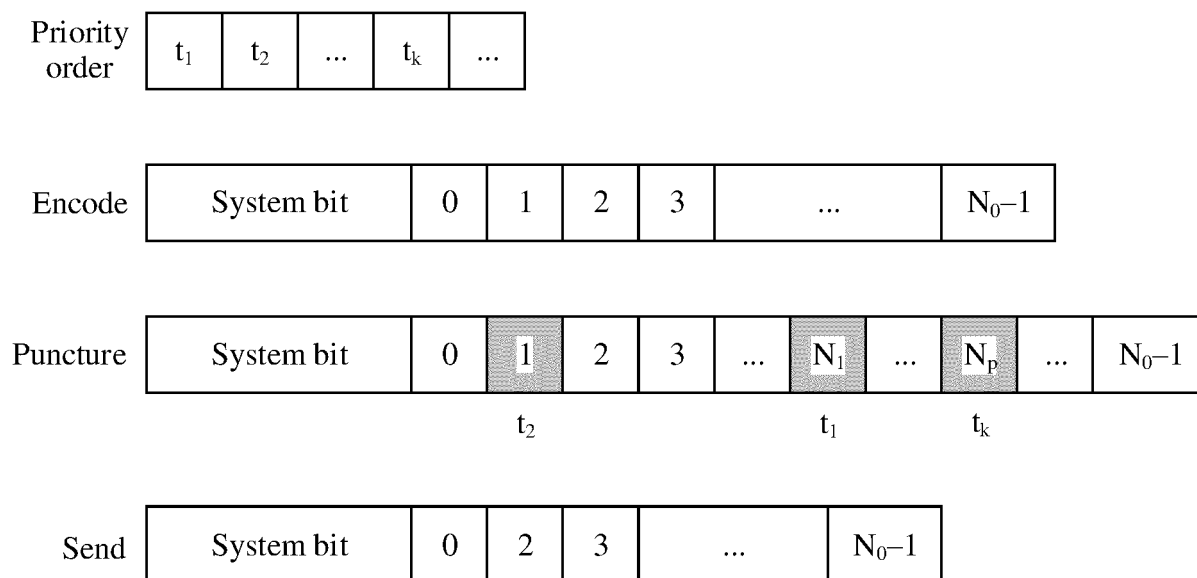 Priority order t₁ t₂ ... tₖ ...
Encode System bit 0 1 2 3 ... N₀–1
Puncture System bit 0 1 2 3 ... N₁ ... Nₚ ... N₀–1
t₂ t₁ tₖ
Send System bit 0 2 3 ... N₀–1